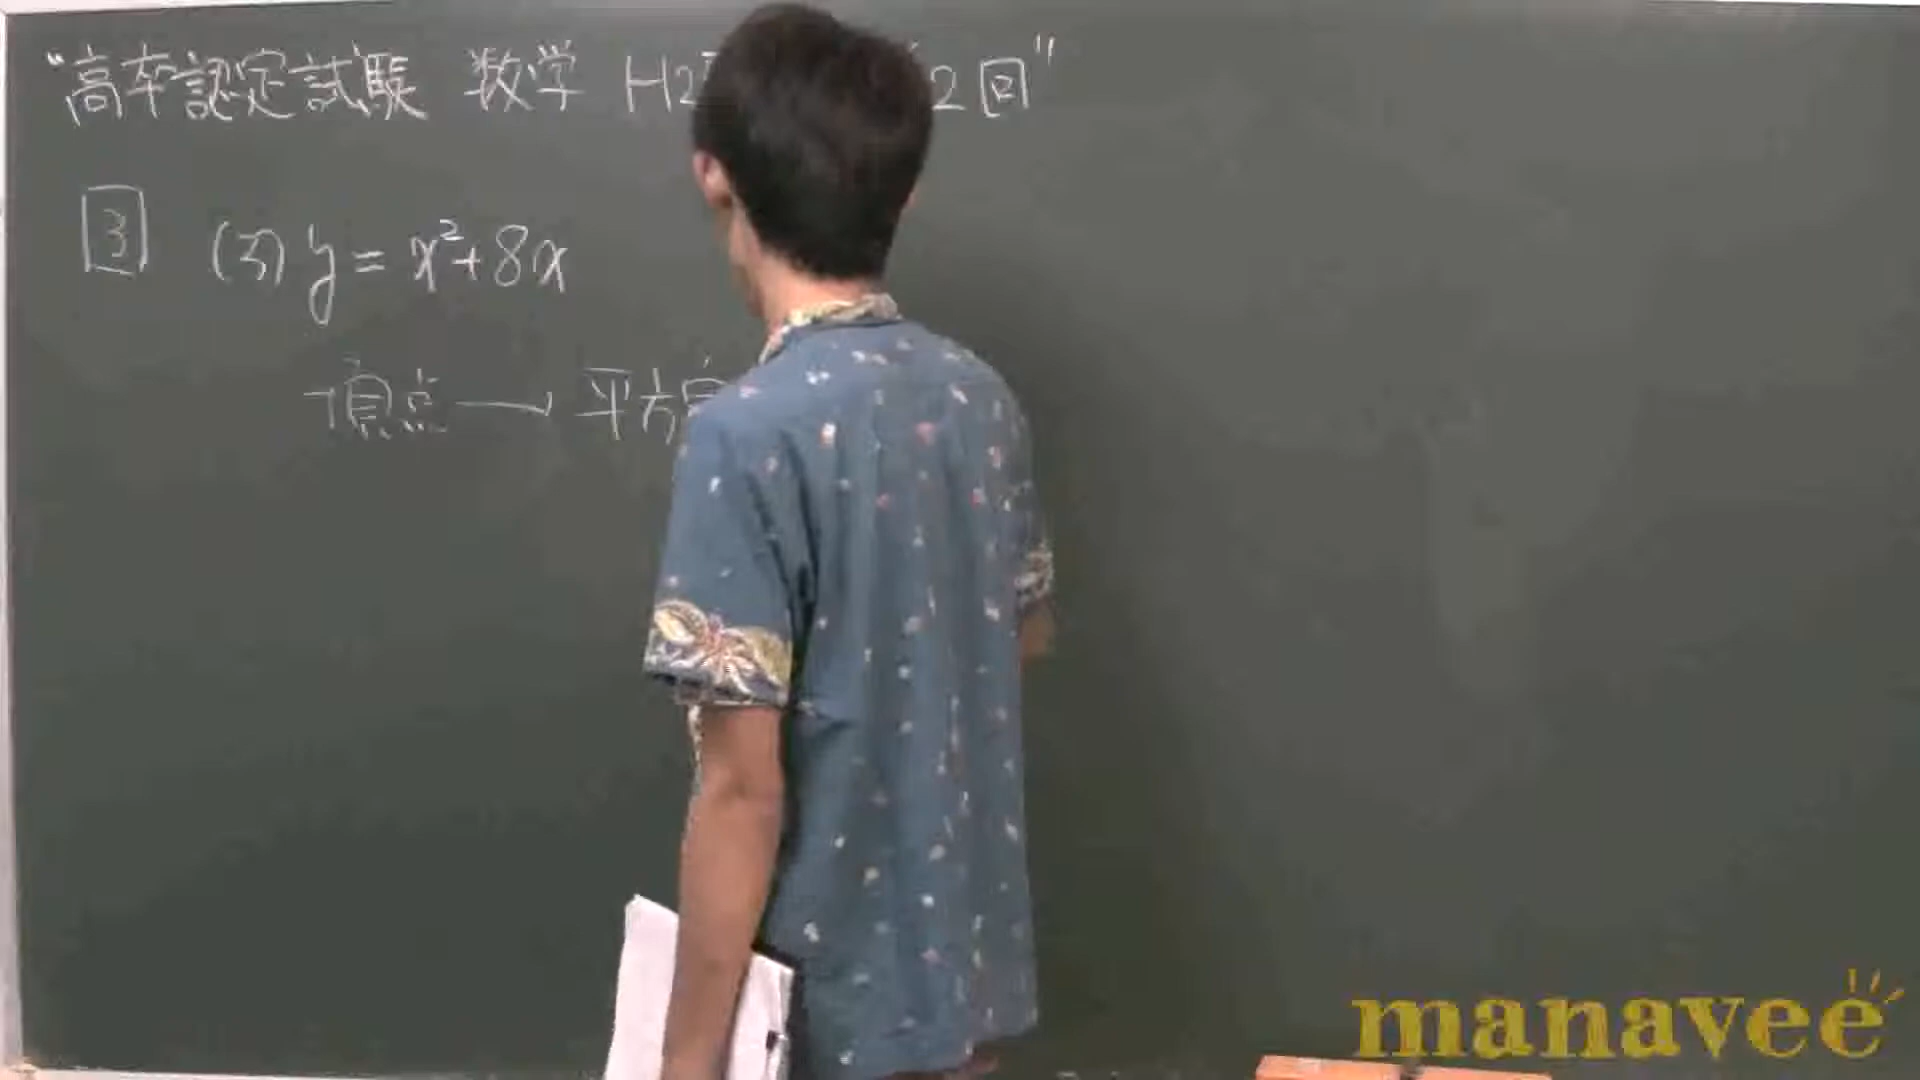 "高卒認定試験 数学 H2 2回"
3 (3) y = x²+8x
頂点 → 平方
manavee